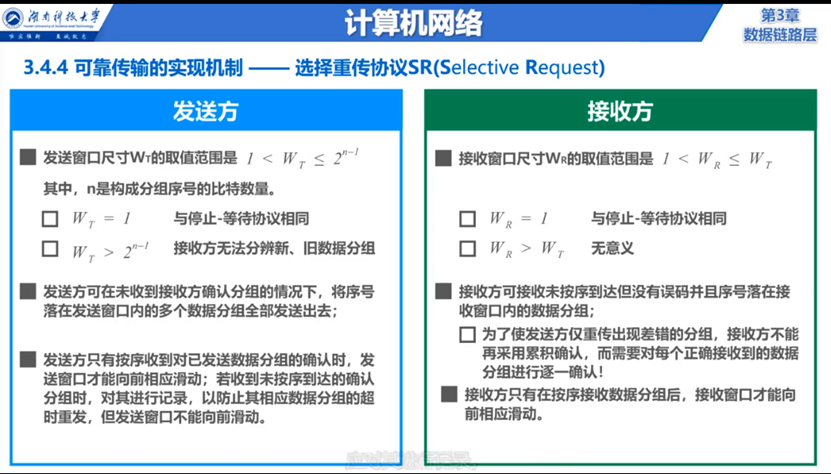 湖南科技大学
计算机网络
第3章
数据链路层
3.4.4 可靠传输的实现机制 —— 选择重传协议SR(Selective Request)
发送方
发送窗口尺寸WT的取值范围是 1 < W_T ≤ 2^{n-1}
其中，n是构成分组序号的比特数量。
W_T = 1 与停止-等待协议相同
W_T > 2^{n-1} 接收方无法分辨新、旧数据分组
发送方可在未收到接收方确认分组的情况下，将序号
落在发送窗口内的多个数据分组全部发送出去；
发送方只有按序收到对已发送数据分组的确认时，发
送窗口才能向前相应滑动；若收到未按序到达的确认
分组时，对其进行记录，以防止其相应数据分组的超
时重发，但发送窗口不能向前滑动。
接收方
接收窗口尺寸WR的取值范围是 1 < W_R ≤ W_T
W_R = 1 与停止-等待协议相同
W_R > W_T 无意义
接收方可接收未按序到达但没有误码并且序号落在接
收窗口内的数据分组；
为了使发送方仅重传出现差错的分组，接收方不能
再采用累积确认，而需要对每个正确接收到的数据
分组进行逐一确认！
接收方只有在按序接收数据分组后，接收窗口才能向
前相应滑动。